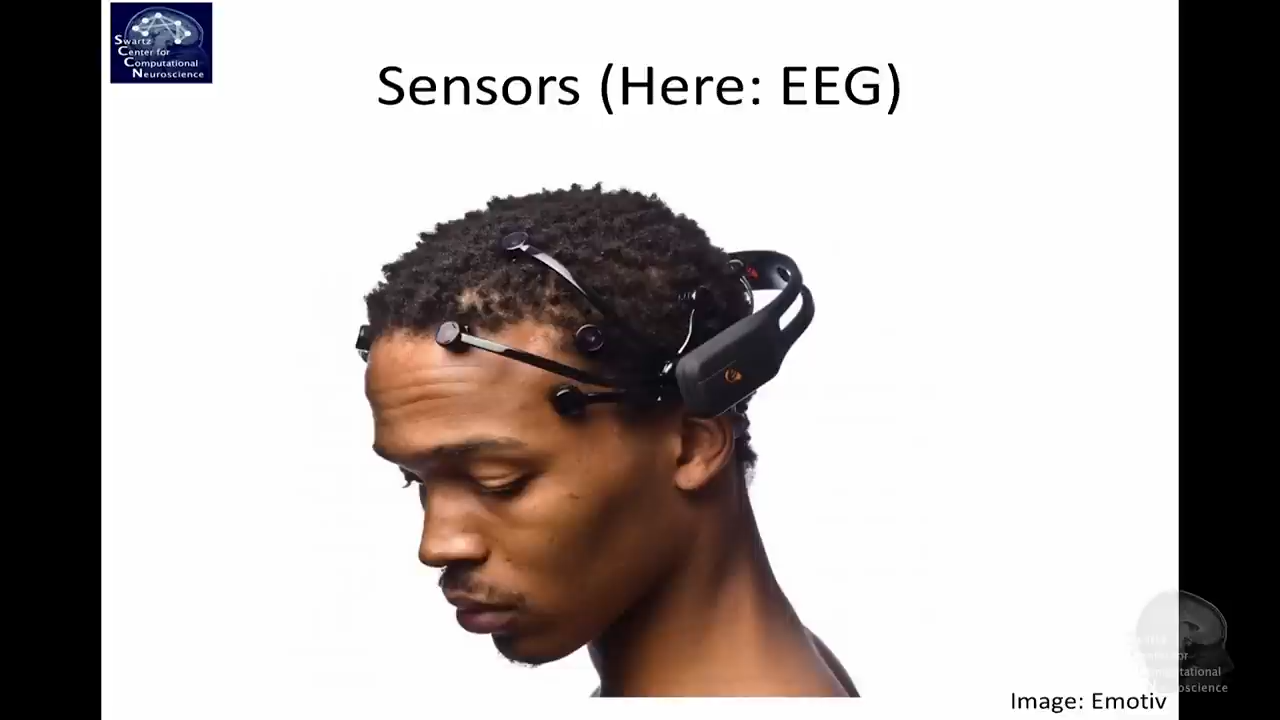 Swartz
Center for
Computational
Neuroscience
Sensors (Here: EEG)
Image: Emotiv